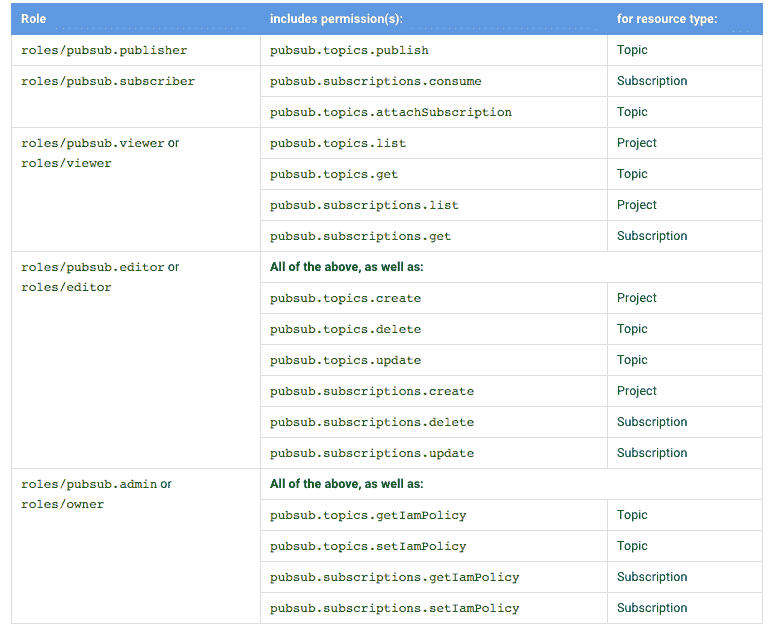 Role includes permission(s): for resource type:
roles/pubsub.publisher pubsub.topics.publish Topic
roles/pubsub.subscriber pubsub.subscriptions.consume Subscription
pubsub.topics.attachSubscription Topic
roles/pubsub.viewer or pubsub.topics.list Project
roles/viewer
pubsub.topics.get Topic
pubsub.subscriptions.list Project
pubsub.subscriptions.get Subscription
roles/pubsub.editor or All of the above, as well as:
roles/editor
pubsub.topics.create Project
pubsub.topics.delete Topic
pubsub.topics.update Topic
pubsub.subscriptions.create Project
pubsub.subscriptions.delete Subscription
pubsub.subscriptions.update Subscription
roles/pubsub.admin or All of the above, as well as:
roles/owner
pubsub.topics.getIamPolicy Topic
pubsub.topics.setIamPolicy Topic
pubsub.subscriptions.getIamPolicy Subscription
pubsub.subscriptions.setIamPolicy Subscription